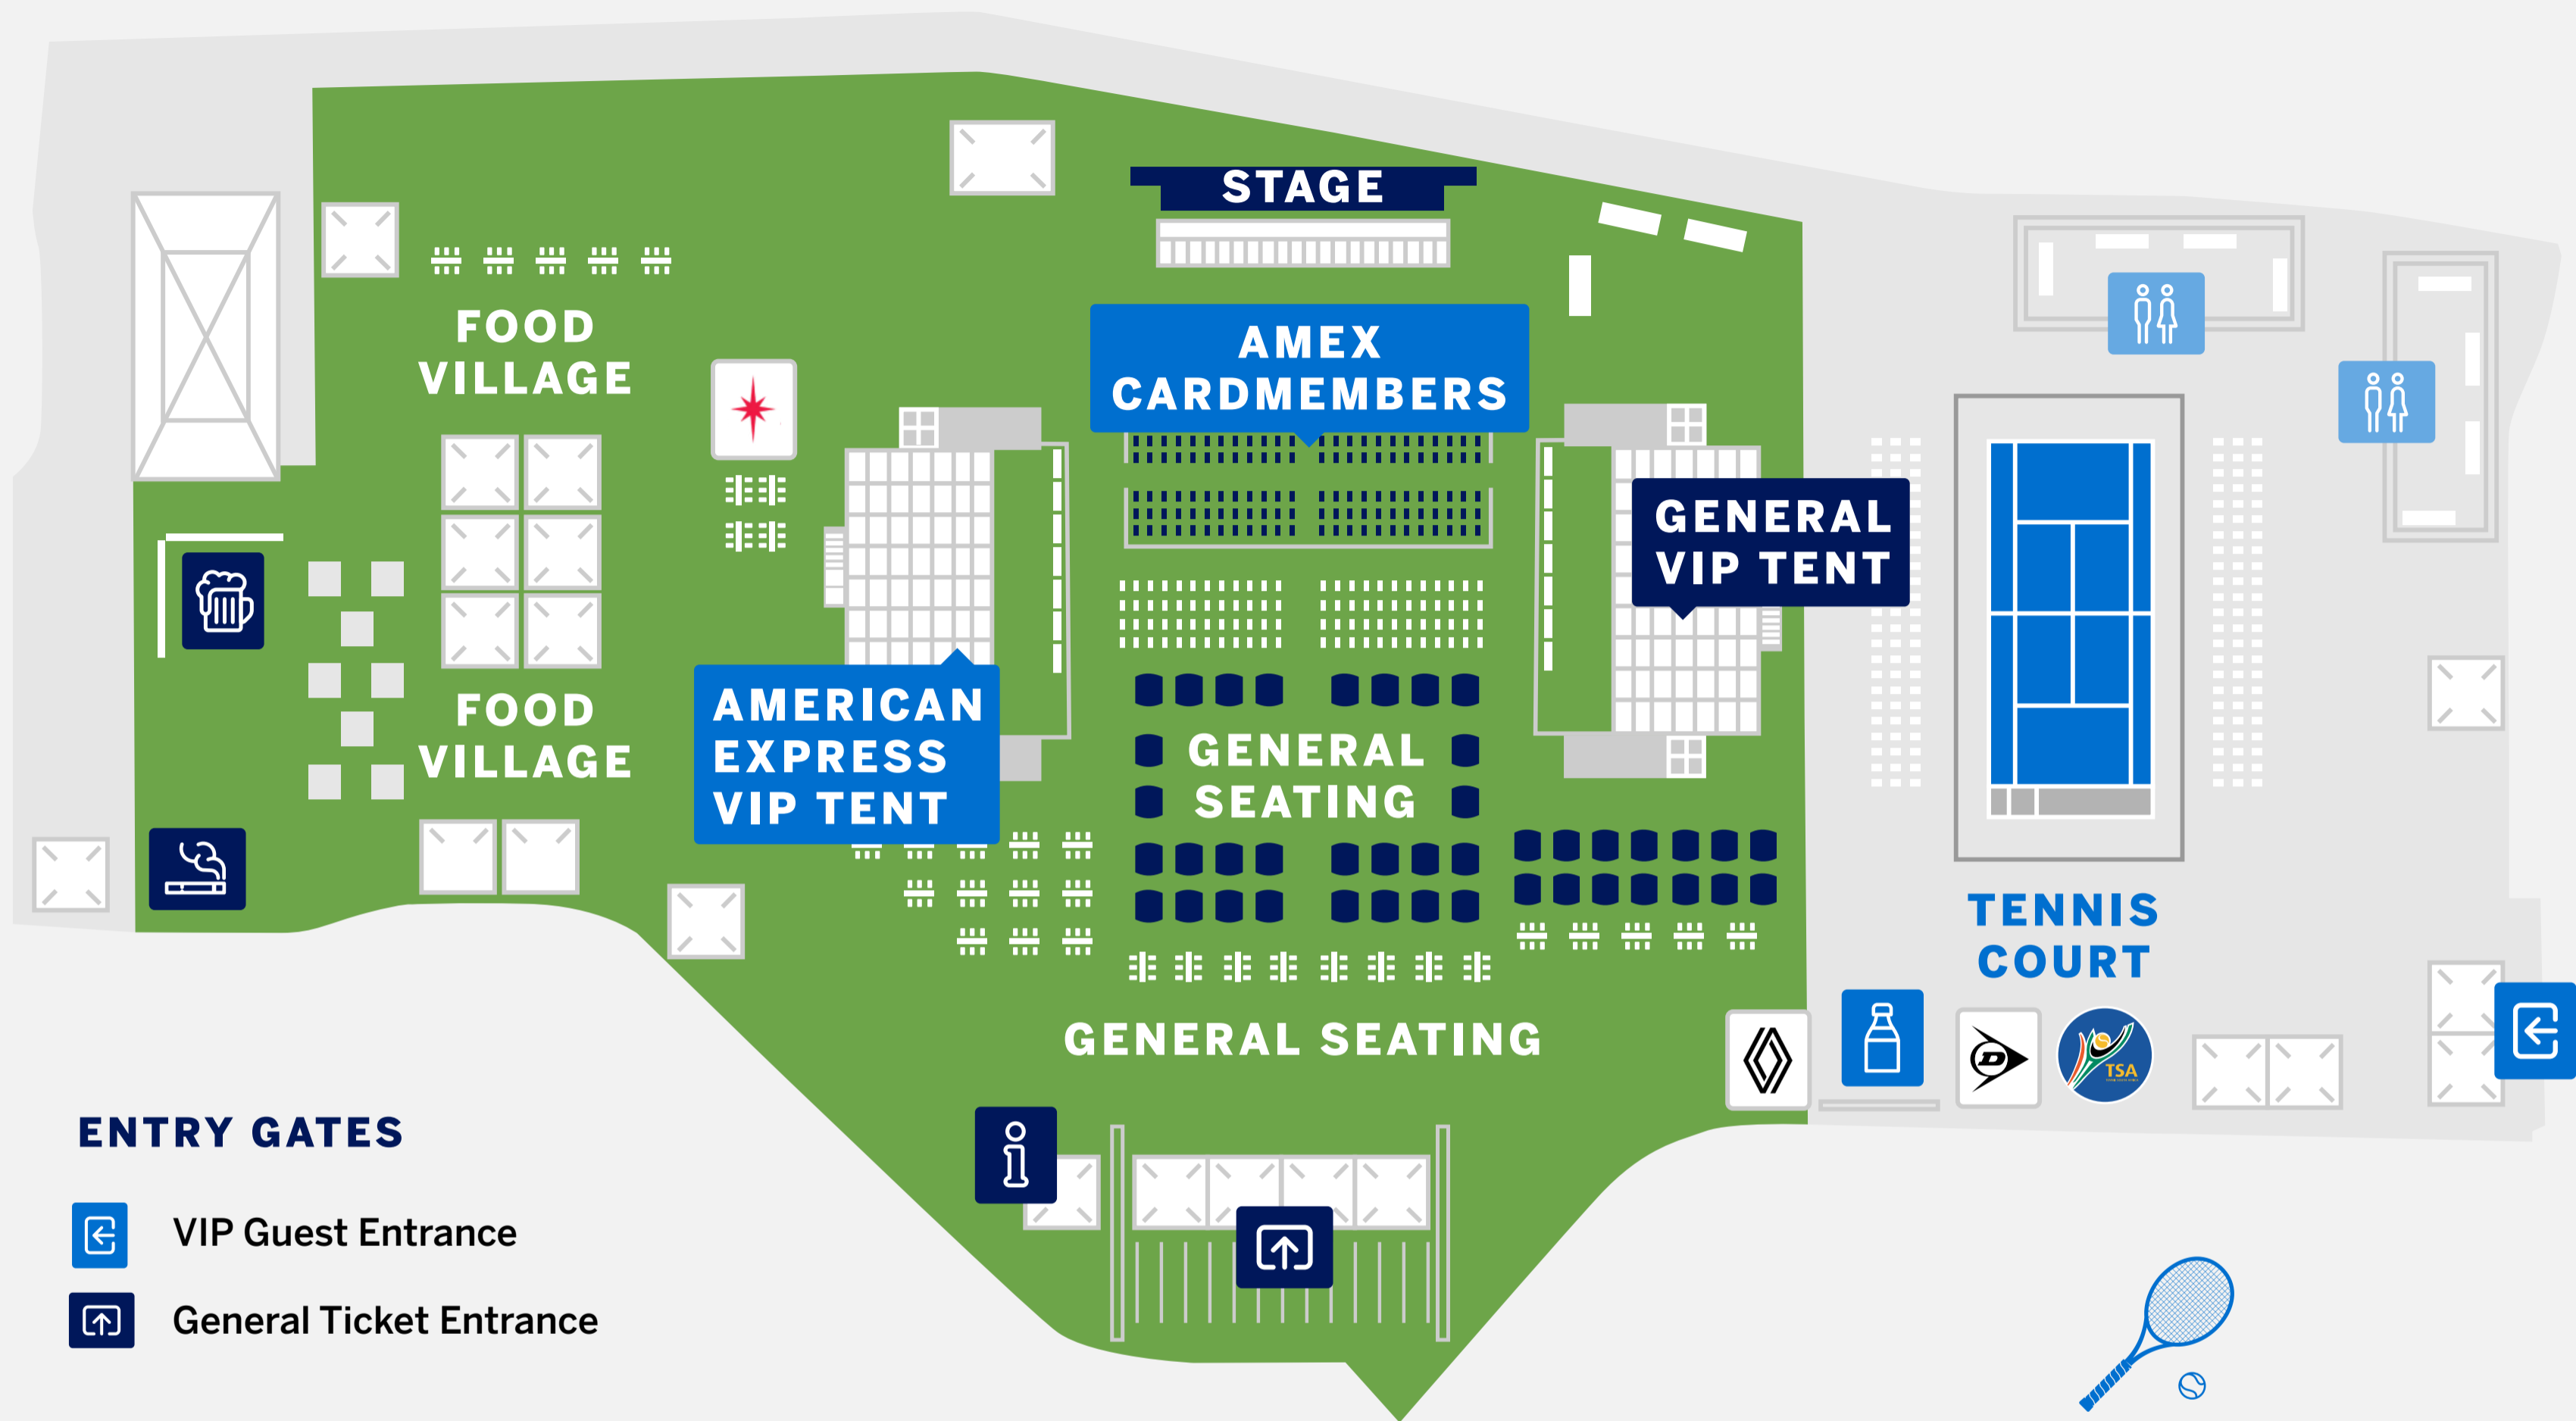 STAGE
FOOD
VILLAGE
AMEX
CARDMEMBERS
GENERAL
VIP TENT
FOOD
VILLAGE
AMERICAN
EXPRESS
VIP TENT
GENERAL
SEATING
TENNIS
COURT
GENERAL SEATING
D
TSA
ENTRY GATES
VIP Guest Entrance
General Ticket Entrance